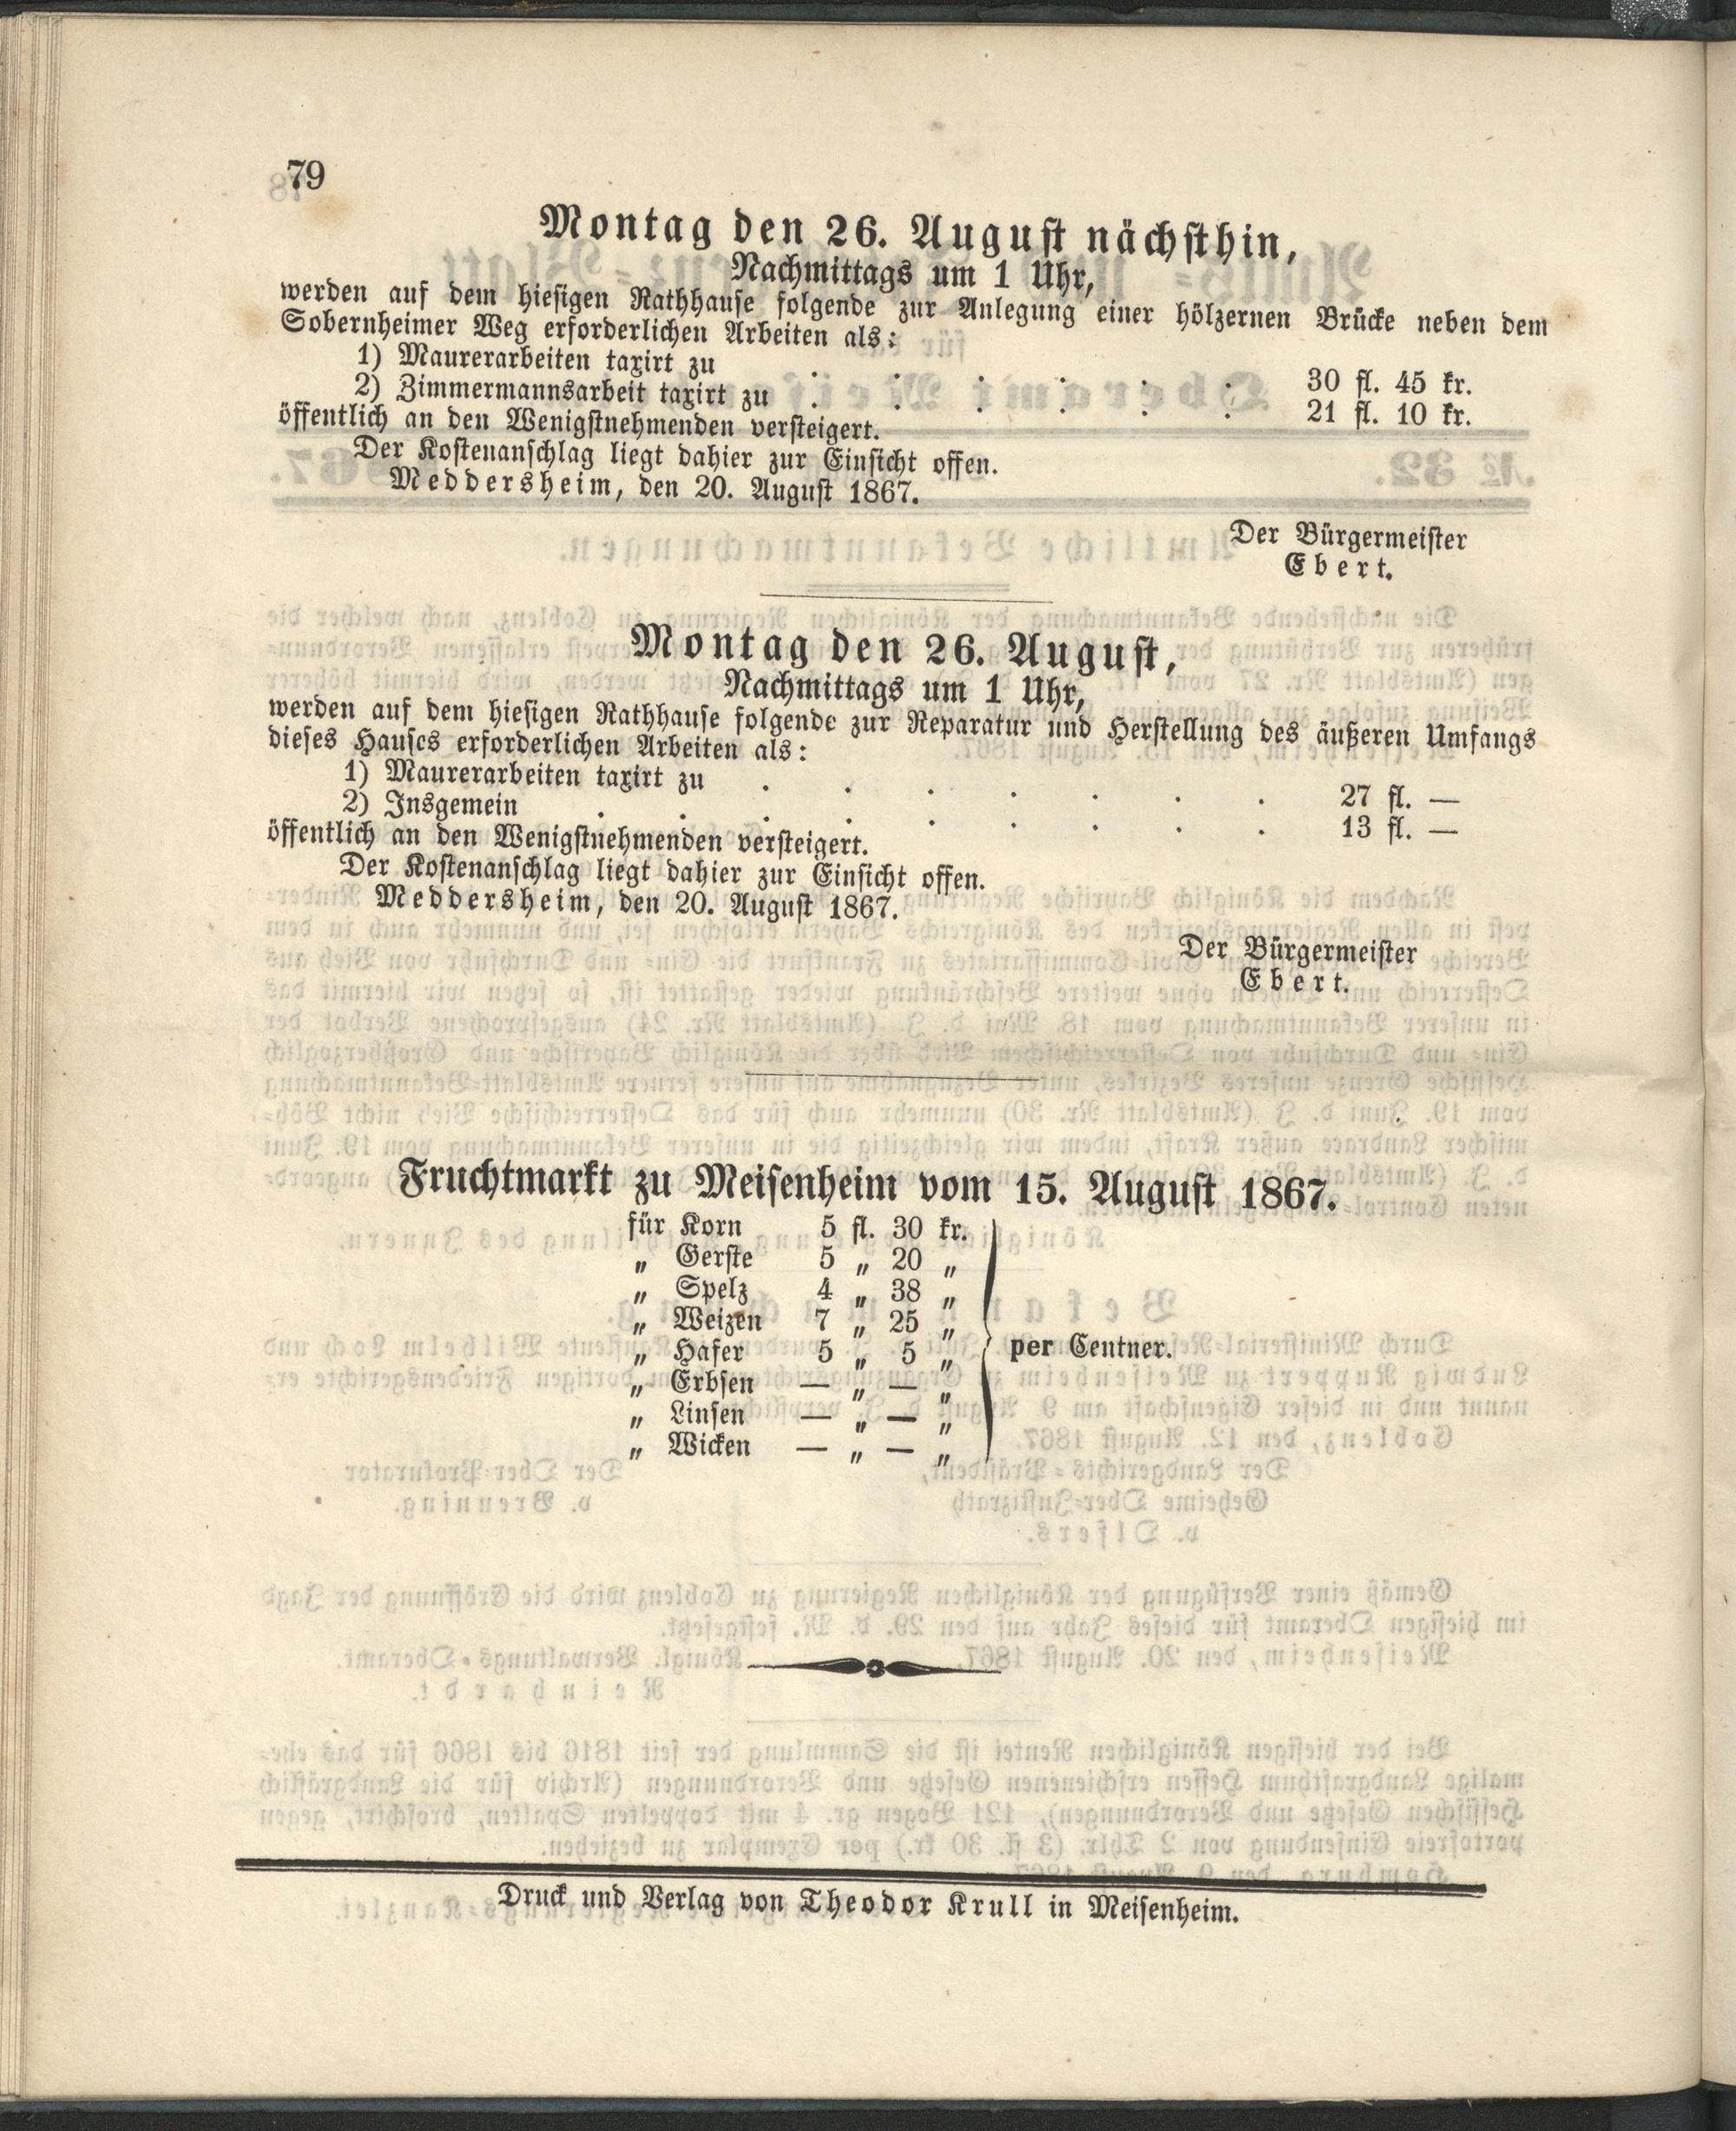 79
Montag den 26. August nächsthin,
Nachmittags um 1 Uhr,
werden auf dem hiesigen Rathhause folgende zur Anlegung einer hölzernen Brücke neben dem
Sobernheimer Weg erforderlichen Arbeiten als:
1) Maurerarbeiten taxirt zu . . . . . . 30 fl. 45 kr.
2) Zimmermannsarbeit taxirt zu . . . . . . 21 fl. 10 kr.
öffentlich an den Wenigstnehmenden versteigert.
Der Kostenanschlag liegt dahier zur Einsicht offen.
Meddersheim, den 20. August 1867.
Der Bürgermeister
Ebert.
Montag den 26. August,
Nachmittags um 1 Uhr,
werden auf dem hiesigen Rathhause folgende zur Reparatur und Herstellung des äußeren Umfangs
dieses Hauses erforderlichen Arbeiten als:
1) Maurerarbeiten taxirt zu . . . . . . . 27 fl. —
2) Insgemein . . . . . . . . . 13 fl. —
öffentlich an den Wenigstnehmenden versteigert.
Der Kostenanschlag liegt dahier zur Einsicht offen.
Meddersheim, den 20. August 1867.
Der Bürgermeister
Ebert.
Fruchtmarkt zu Meisenheim vom 15. August 1867.
für Korn 5 fl. 30 kr.
„ Gerste 5 „ 20 „
„ Spelz 4 „ 38 „
„ Weizen 7 „ 25 „
„ Hafer 5 „ 5 „ per Centner.
„ Erbsen — „ — „
„ Linsen — „ — „
„ Wicken — „ — „
Druck und Verlag von Theodor Krull in Meisenheim.